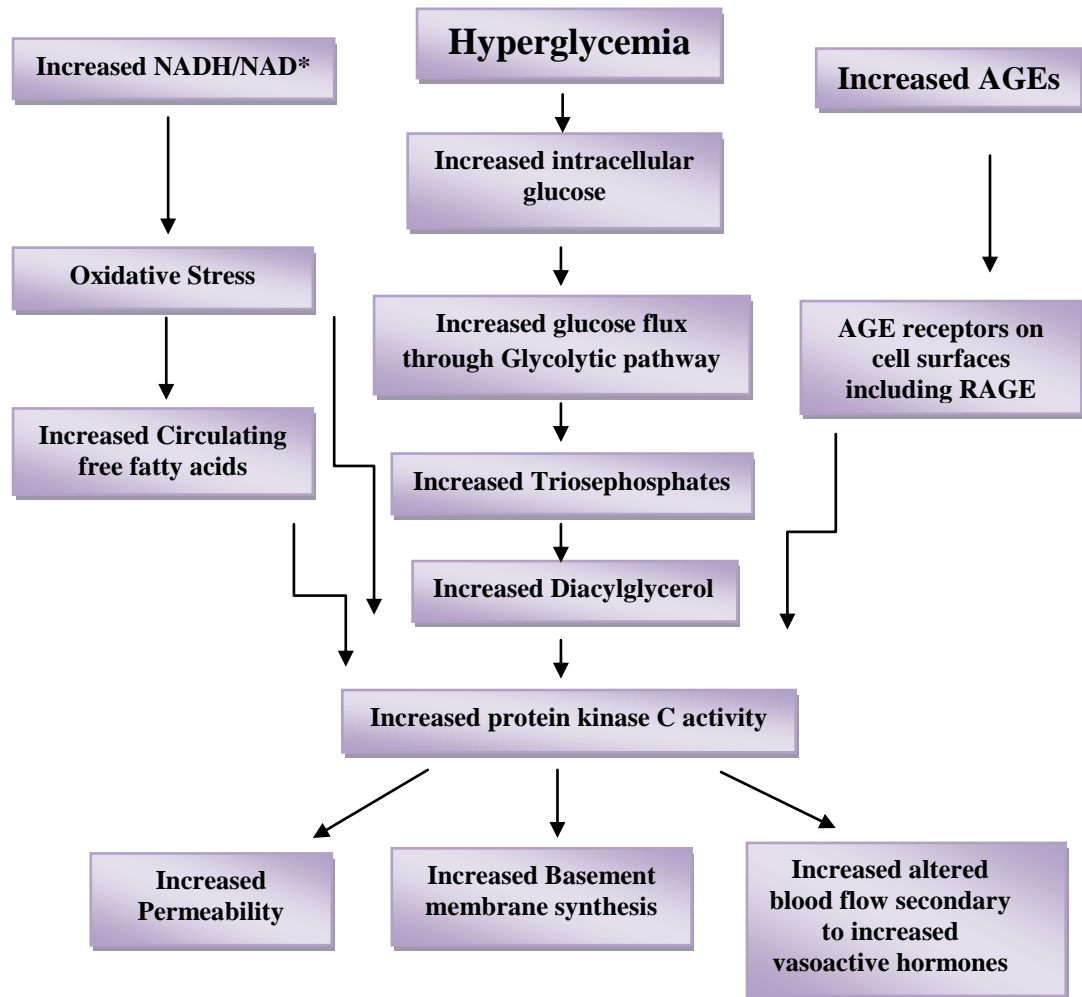 Increased NADH/NAD*
Hyperglycemia
Increased AGEs
Increased intracellular
glucose
Oxidative Stress
Increased glucose flux
through Glycolytic pathway
AGE receptors on
cell surfaces
including RAGE
Increased Circulating
free fatty acids
Increased Triosephosphates
Increased Diacylglycerol
Increased protein kinase C activity
Increased
Permeability
Increased Basement
membrane synthesis
Increased altered
blood flow secondary
to increased
vasoactive hormones